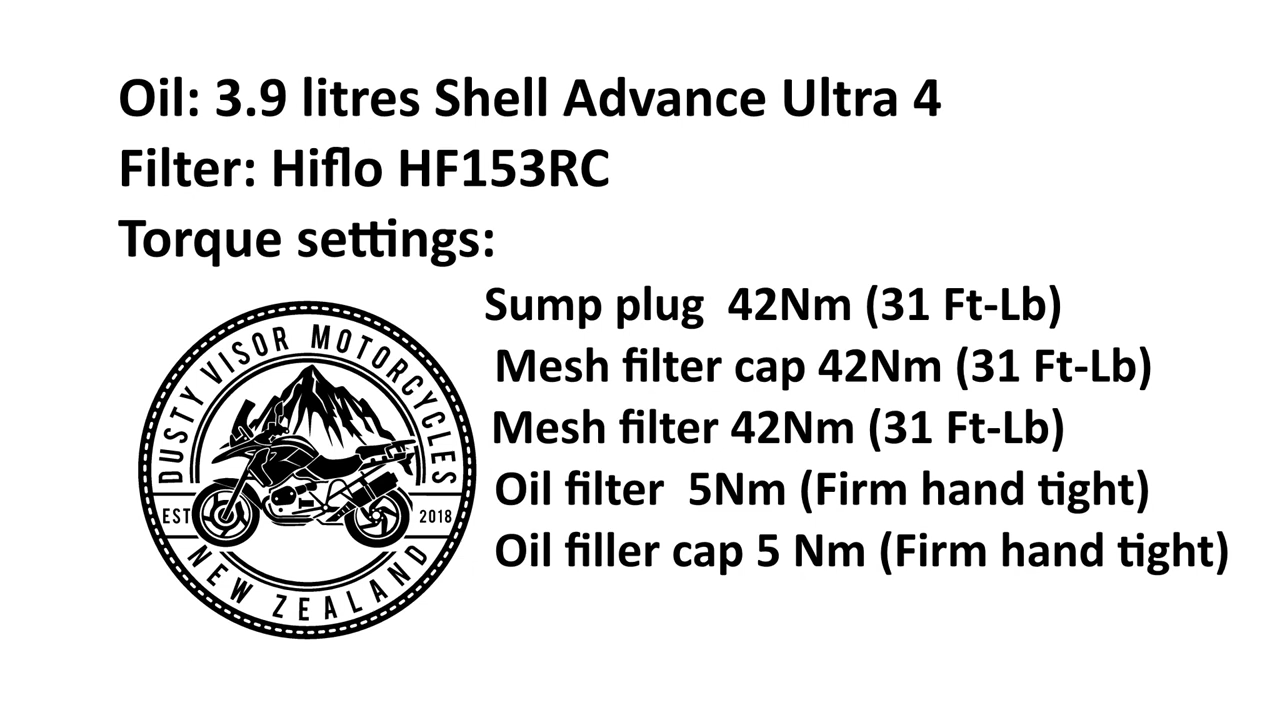 Oil: 3.9 litres Shell Advance Ultra 4
Filter: Hiflo HF153RC
Torque settings:
Sump plug  42Nm (31 Ft-Lb)
Mesh filter cap 42Nm (31 Ft-Lb)
Mesh filter 42Nm (31 Ft-Lb)
Oil filter  5Nm (Firm hand tight)
Oil filler cap 5 Nm (Firm hand tight)
DUSTY VISOR MOTORCYCLES
EST 2018
NEW ZEALAND